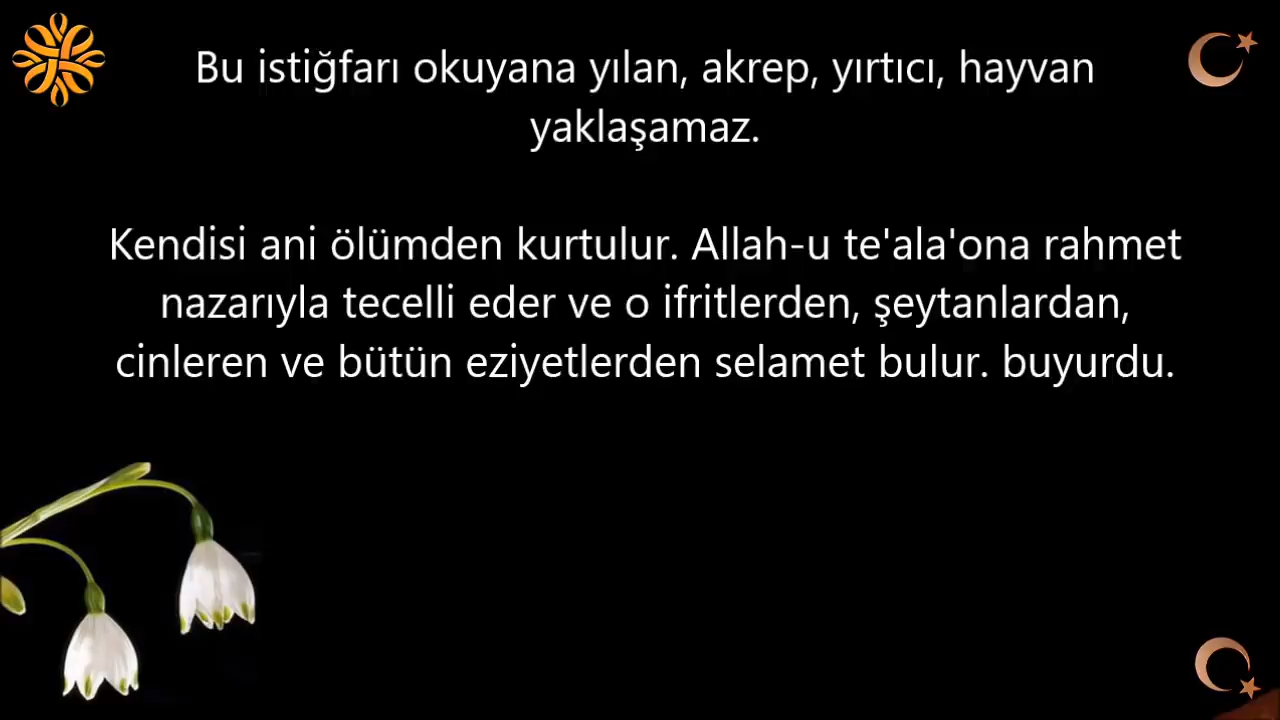 Bu istiğfarı okuyana yılan, akrep, yırtıcı, hayvan
yaklaşamaz.
Kendisi ani ölümden kurtulur. Allah-u te'ala'ona rahmet
nazarıyla tecelli eder ve o ifritlerden, şeytanlardan,
cinleren ve bütün eziyetlerden selamet bulur. buyurdu.